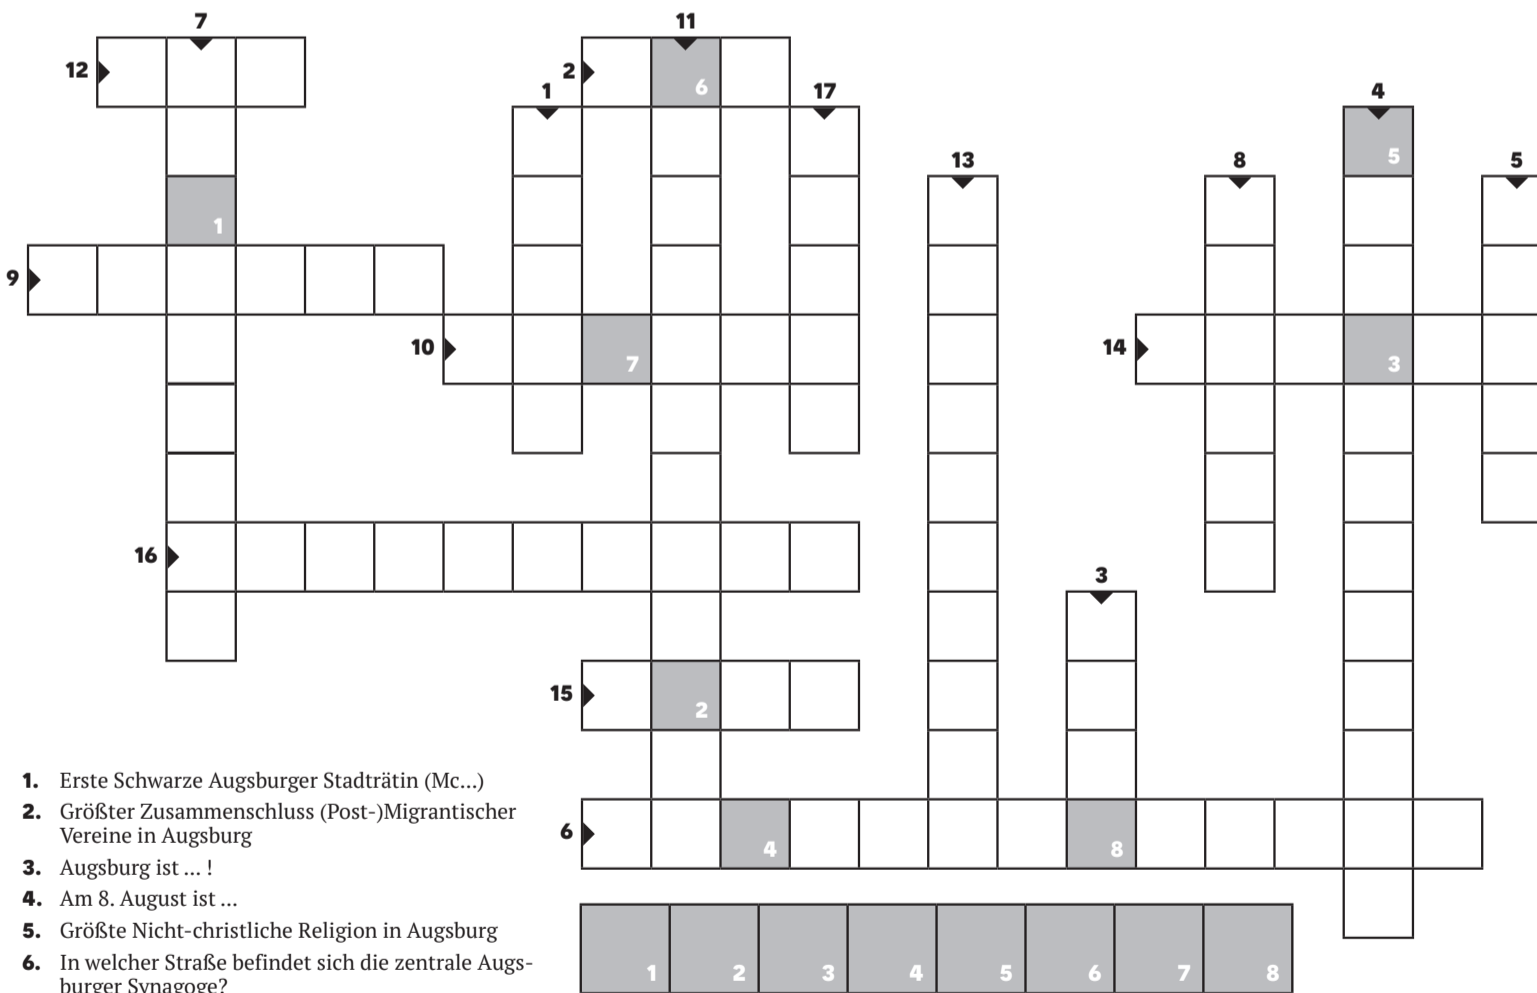 7
11
12
2
6
1
17
4
5
13
8
5
1
9
10
7
14
3
16
3
15
2
1. Erste Schwarze Augsburger Stadträtin (Mc...)
2. Größter Zusammenschluss (Post-)Migrantischer
Vereine in Augsburg
6
4
8
3. Augsburg ist ... !
4. Am 8. August ist ...
5. Größte Nicht-christliche Religion in Augsburg
6. In welcher Straße befindet sich die zentrale Augs-
burger Synagoge?
1 2 3 4 5 6 7 8